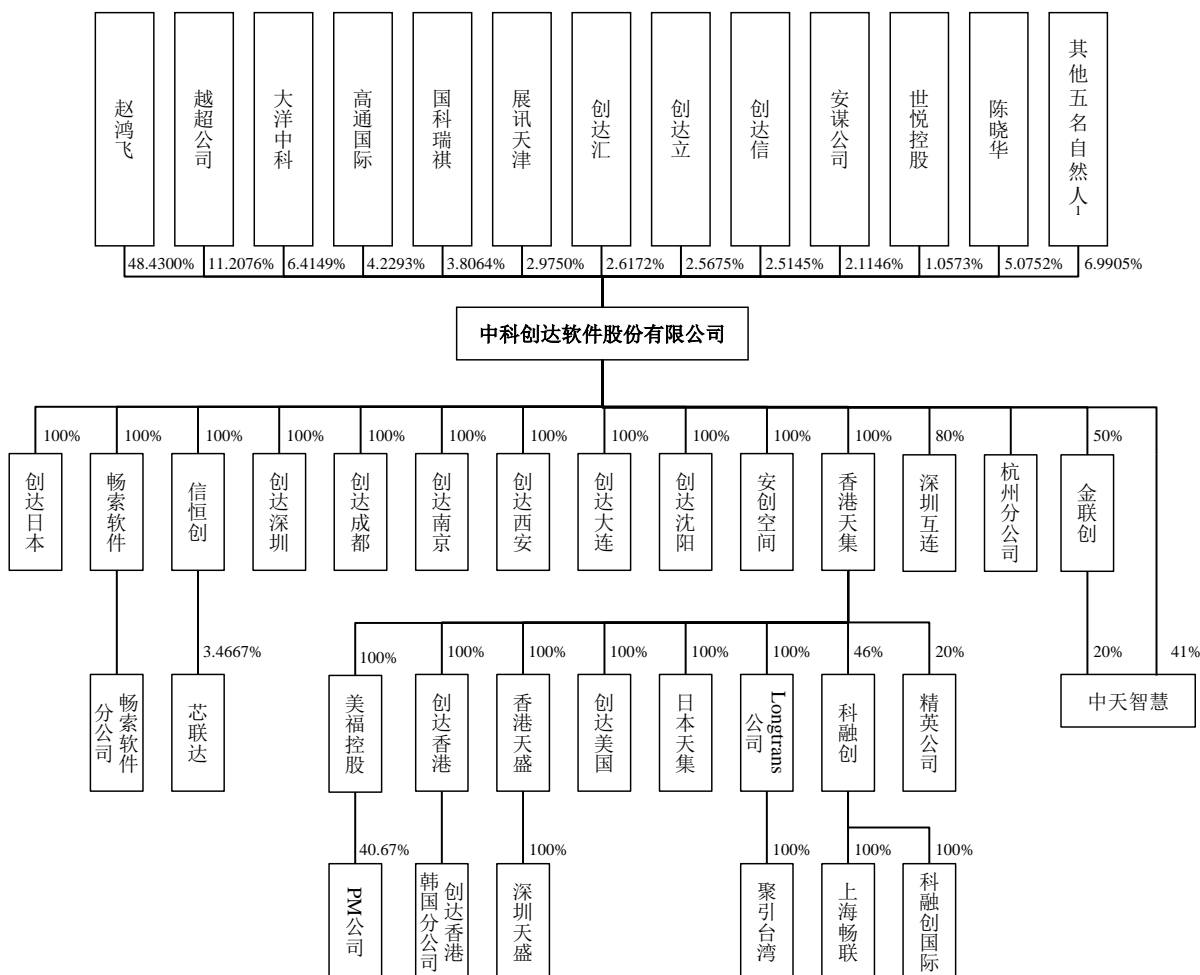 赵鸿飞
越超公司
大洋中科
高通国际
国科瑞祺
展讯天津
创达汇
创达立
创达信
安谋公司
世悦控股
陈晓华
其他五名自然人1
48.4300%
11.2076%
6.4149%
4.2293%
3.8064%
2.9750%
2.6172%
2.5675%
2.5145%
2.1146%
1.0573%
5.0752%
6.9905%
中科创达软件股份有限公司
100%
100%
100%
100%
100%
100%
100%
100%
100%
100%
100%
80%
50%
创达日本
畅索软件
信恒创
创达深圳
创达成都
创达南京
创达西安
创达大连
创达沈阳
安创空间
香港天集
深圳互连
杭州分公司
金联创
3.4667%
100%
100%
100%
100%
100%
100%
46%
20%
20%
41%
畅索软件
分公司
芯联达
美福控股
创达香港
香港天盛
创达美国
日本天集
Longtrans
公司
科融创
精英公司
中天智慧
40.67%
100%
100%
100%
100%
PM公司
创达香港
韩国分公司
深圳天盛
聚引台湾
上海畅联
科融创国际